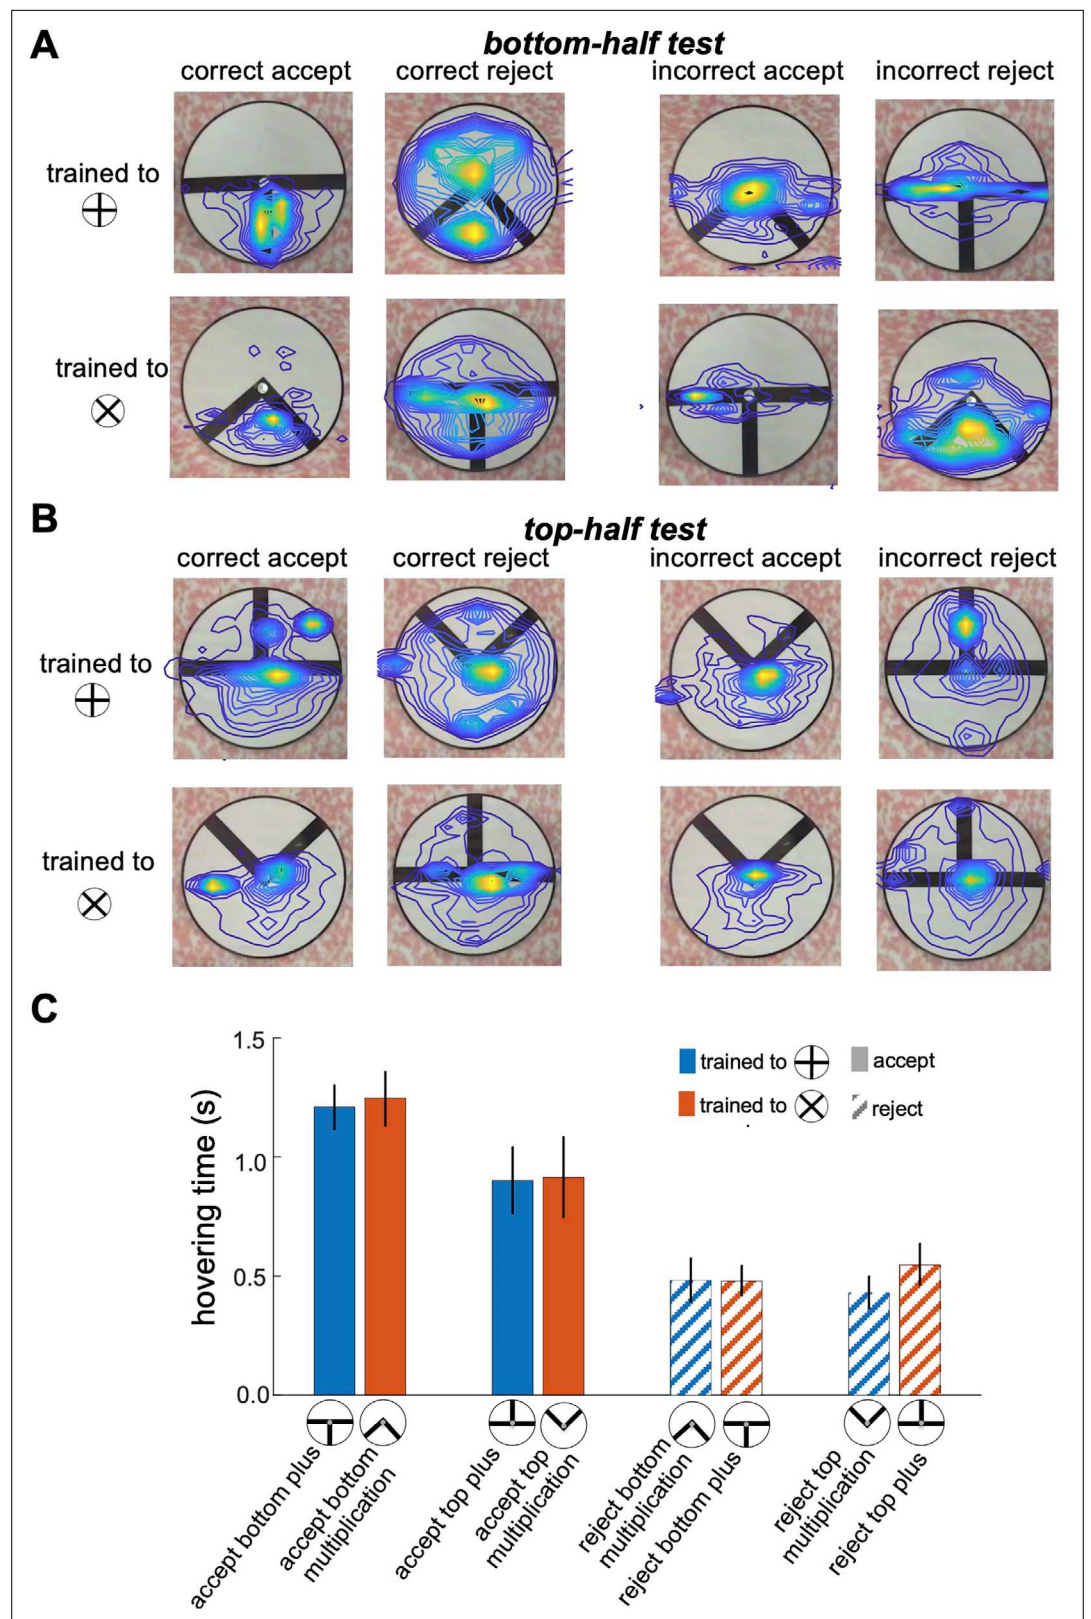 A
bottom-half test
correct accept correct reject incorrect accept incorrect reject
trained to
trained to
B
top-half test
correct accept correct reject incorrect accept incorrect reject
trained to
trained to
C
hovering time (s)
1.5
1.0
0.5
0.0
trained to accept
trained to reject
accept bottom plus
accept bottom
multiplication
accept top plus
accept top
multiplication
reject bottom
multiplication
reject bottom plus
reject top
multiplication
reject top plus